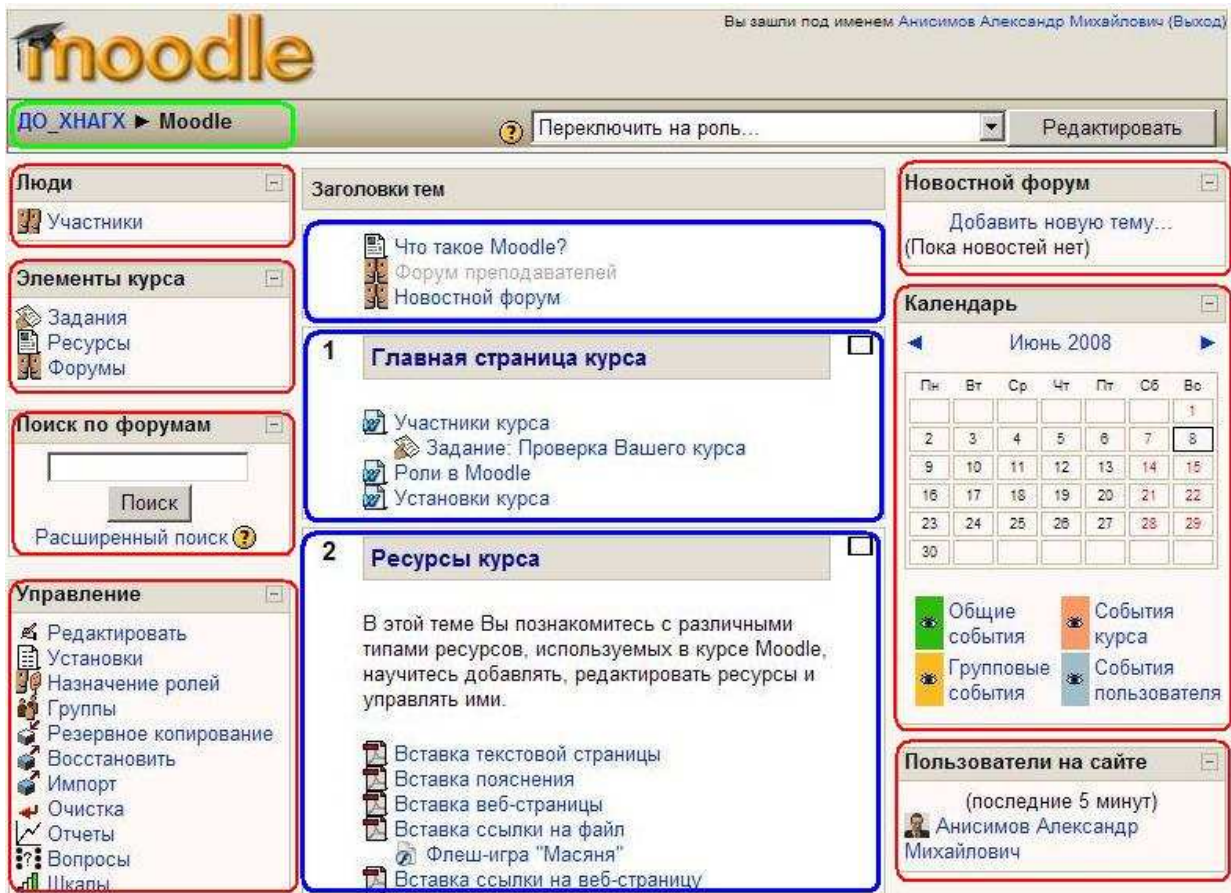 moodle
Вы зашли под именем Анисимов Александр Михайлович (Выход)
ДО_ХНАГХ ► Moodle
Переключить на роль...
Редактировать
Люди
Участники
Элементы курса
Задания
Ресурсы
Форумы
Поиск по форумам
Поиск
Расширенный поиск
Управление
Редактировать
Установки
Назначение ролей
Группы
Резервное копирование
Восстановить
Импорт
Очистка
Отчеты
Вопросы
Шкалы
Заголовки тем
Что такое Moodle?
Форум преподавателей
Новостной форум
1 Главная страница курса
Участники курса
Задание: Проверка Вашего курса
Роли в Moodle
Установки курса
2 Ресурсы курса
В этой теме Вы познакомитесь с различными
типами ресурсов, используемых в курсе Moodle,
научитесь добавлять, редактировать ресурсы и
управлять ими.
Вставка текстовой страницы
Вставка пояснения
Вставка веб-страницы
Вставка ссылки на файл
Флеш-игра "Масяня"
Вставка ссылки на веб-страницу
Новостной форум
Добавить новую тему...
(Пока новостей нет)
Календарь
◄ Июнь 2008 ►
Пн Вт Ср Чт Пт Сб Вс
1
2 3 4 5 6 7 8
9 10 11 12 13 14 15
16 17 18 19 20 21 22
23 24 25 26 27 28 29
30
Общие события
События курса
Групповые события
События пользователя
Пользователи на сайте
(последние 5 минут)
Анисимов Александр
Михайлович